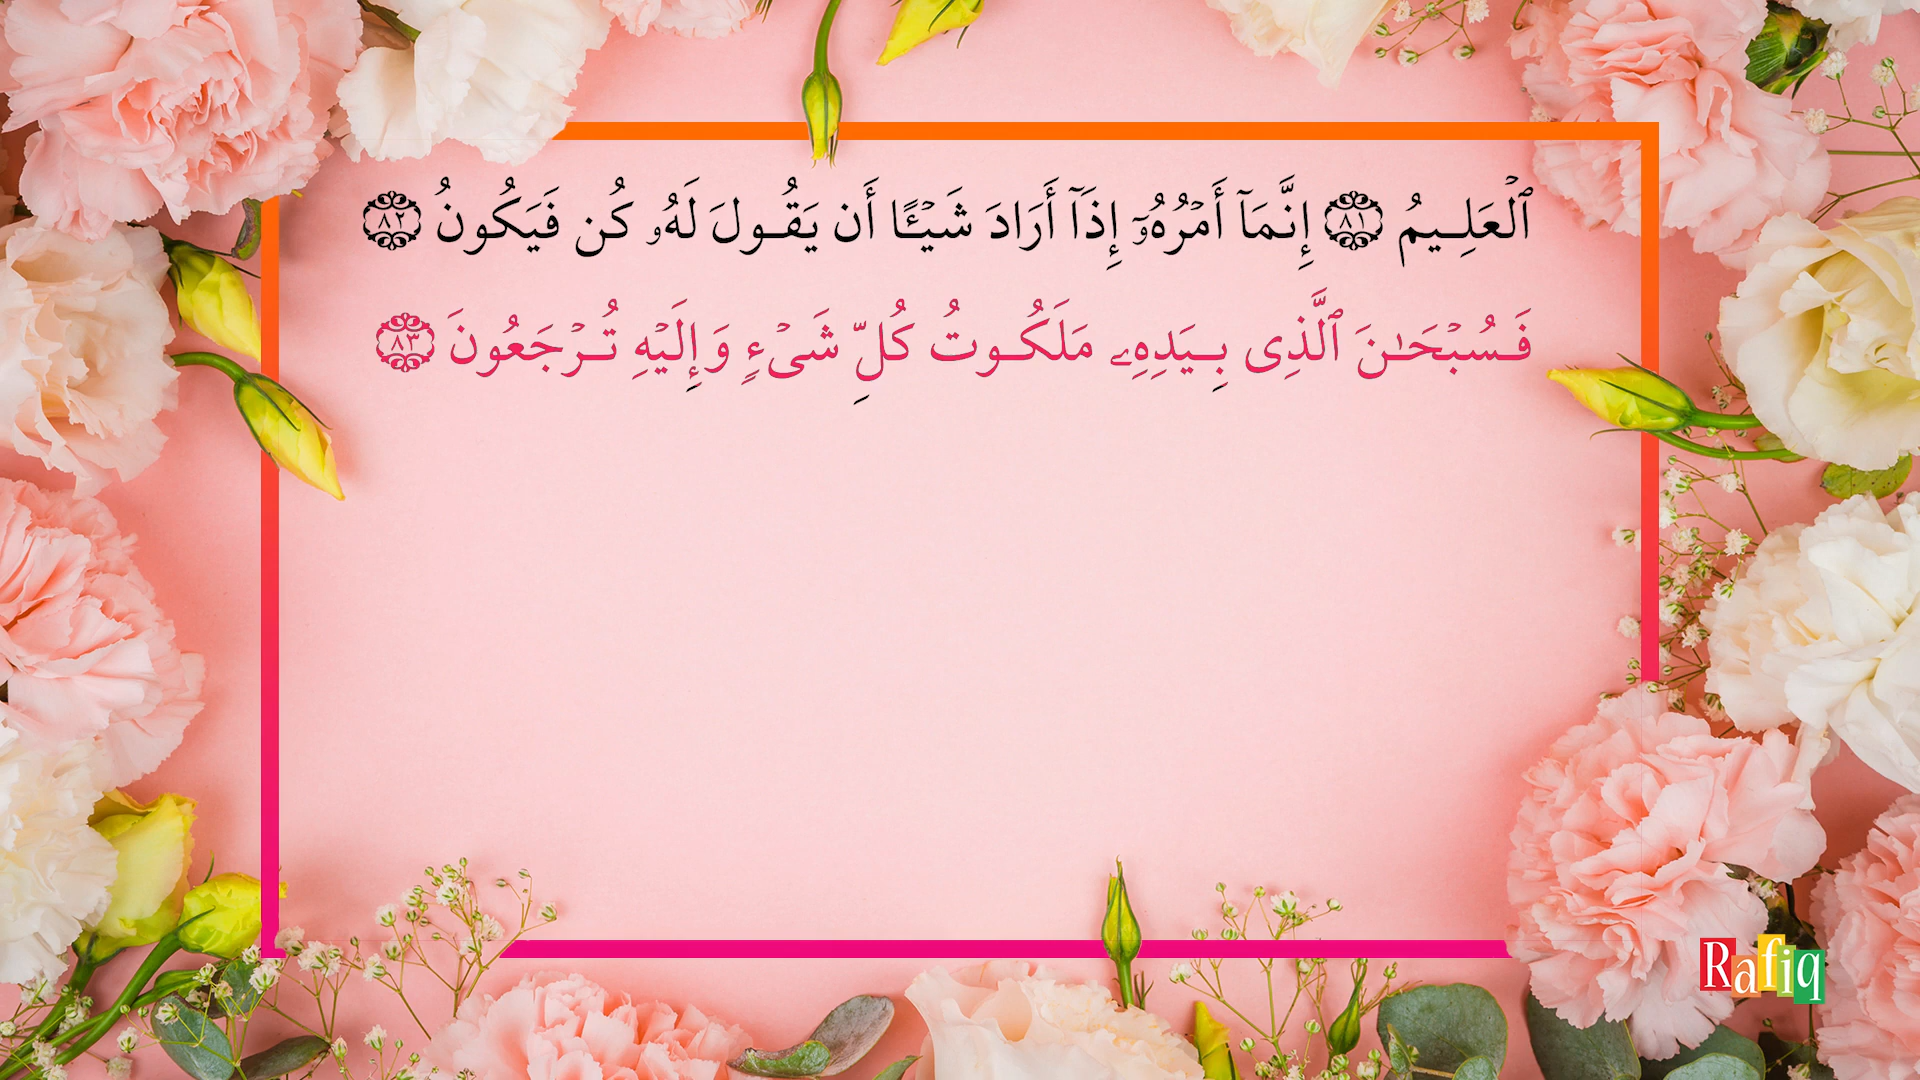 ٱلْعَلِيمُ ٨١ إِنَّمَآ أَمْرُهُۥٓ إِذَآ أَرَادَ شَيْـًٔا أَن يَقُولَ لَهُۥ كُن فَيَكُونُ ٨٢
فَسُبْحَـٰنَ ٱلَّذِى بِيَدِهِۦ مَلَكُوتُ كُلِّ شَىْءٍ وَإِلَيْهِ تُرْجَعُونَ ٨٣
Rafiq